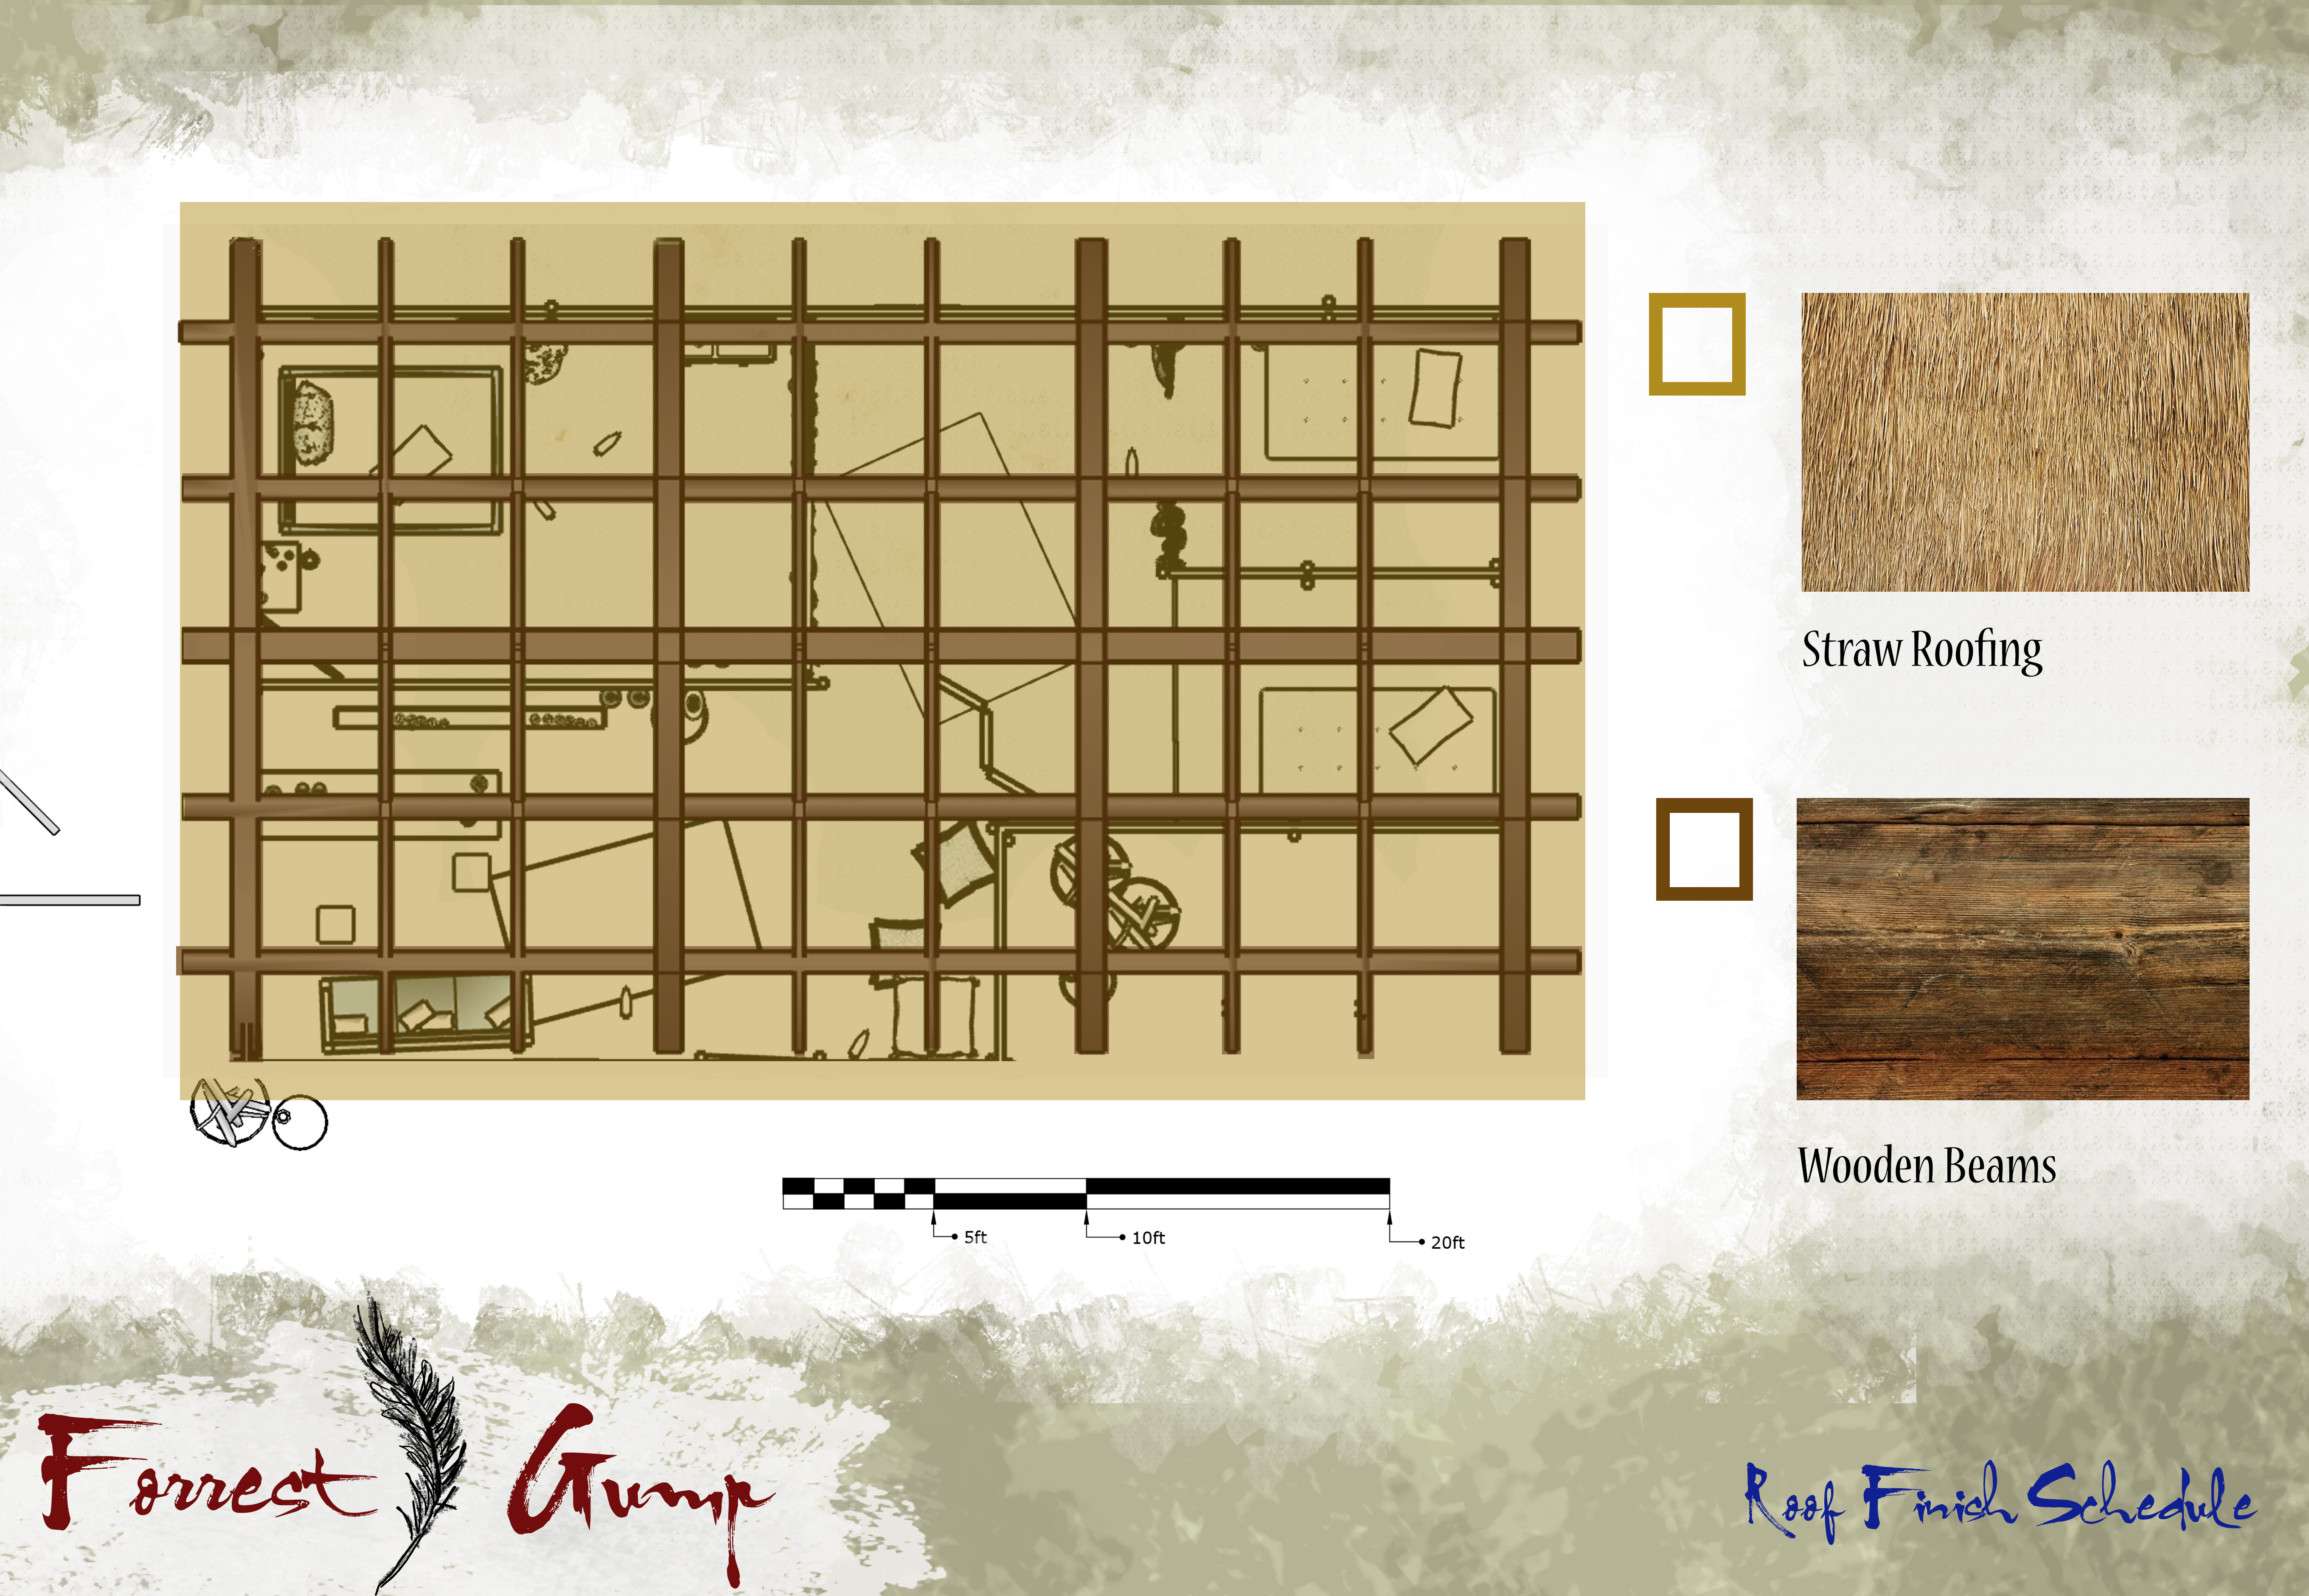 Straw Roofing
Wooden Beams
5ft
10ft
20ft
Forrest Gump
Roof Finish Schedule